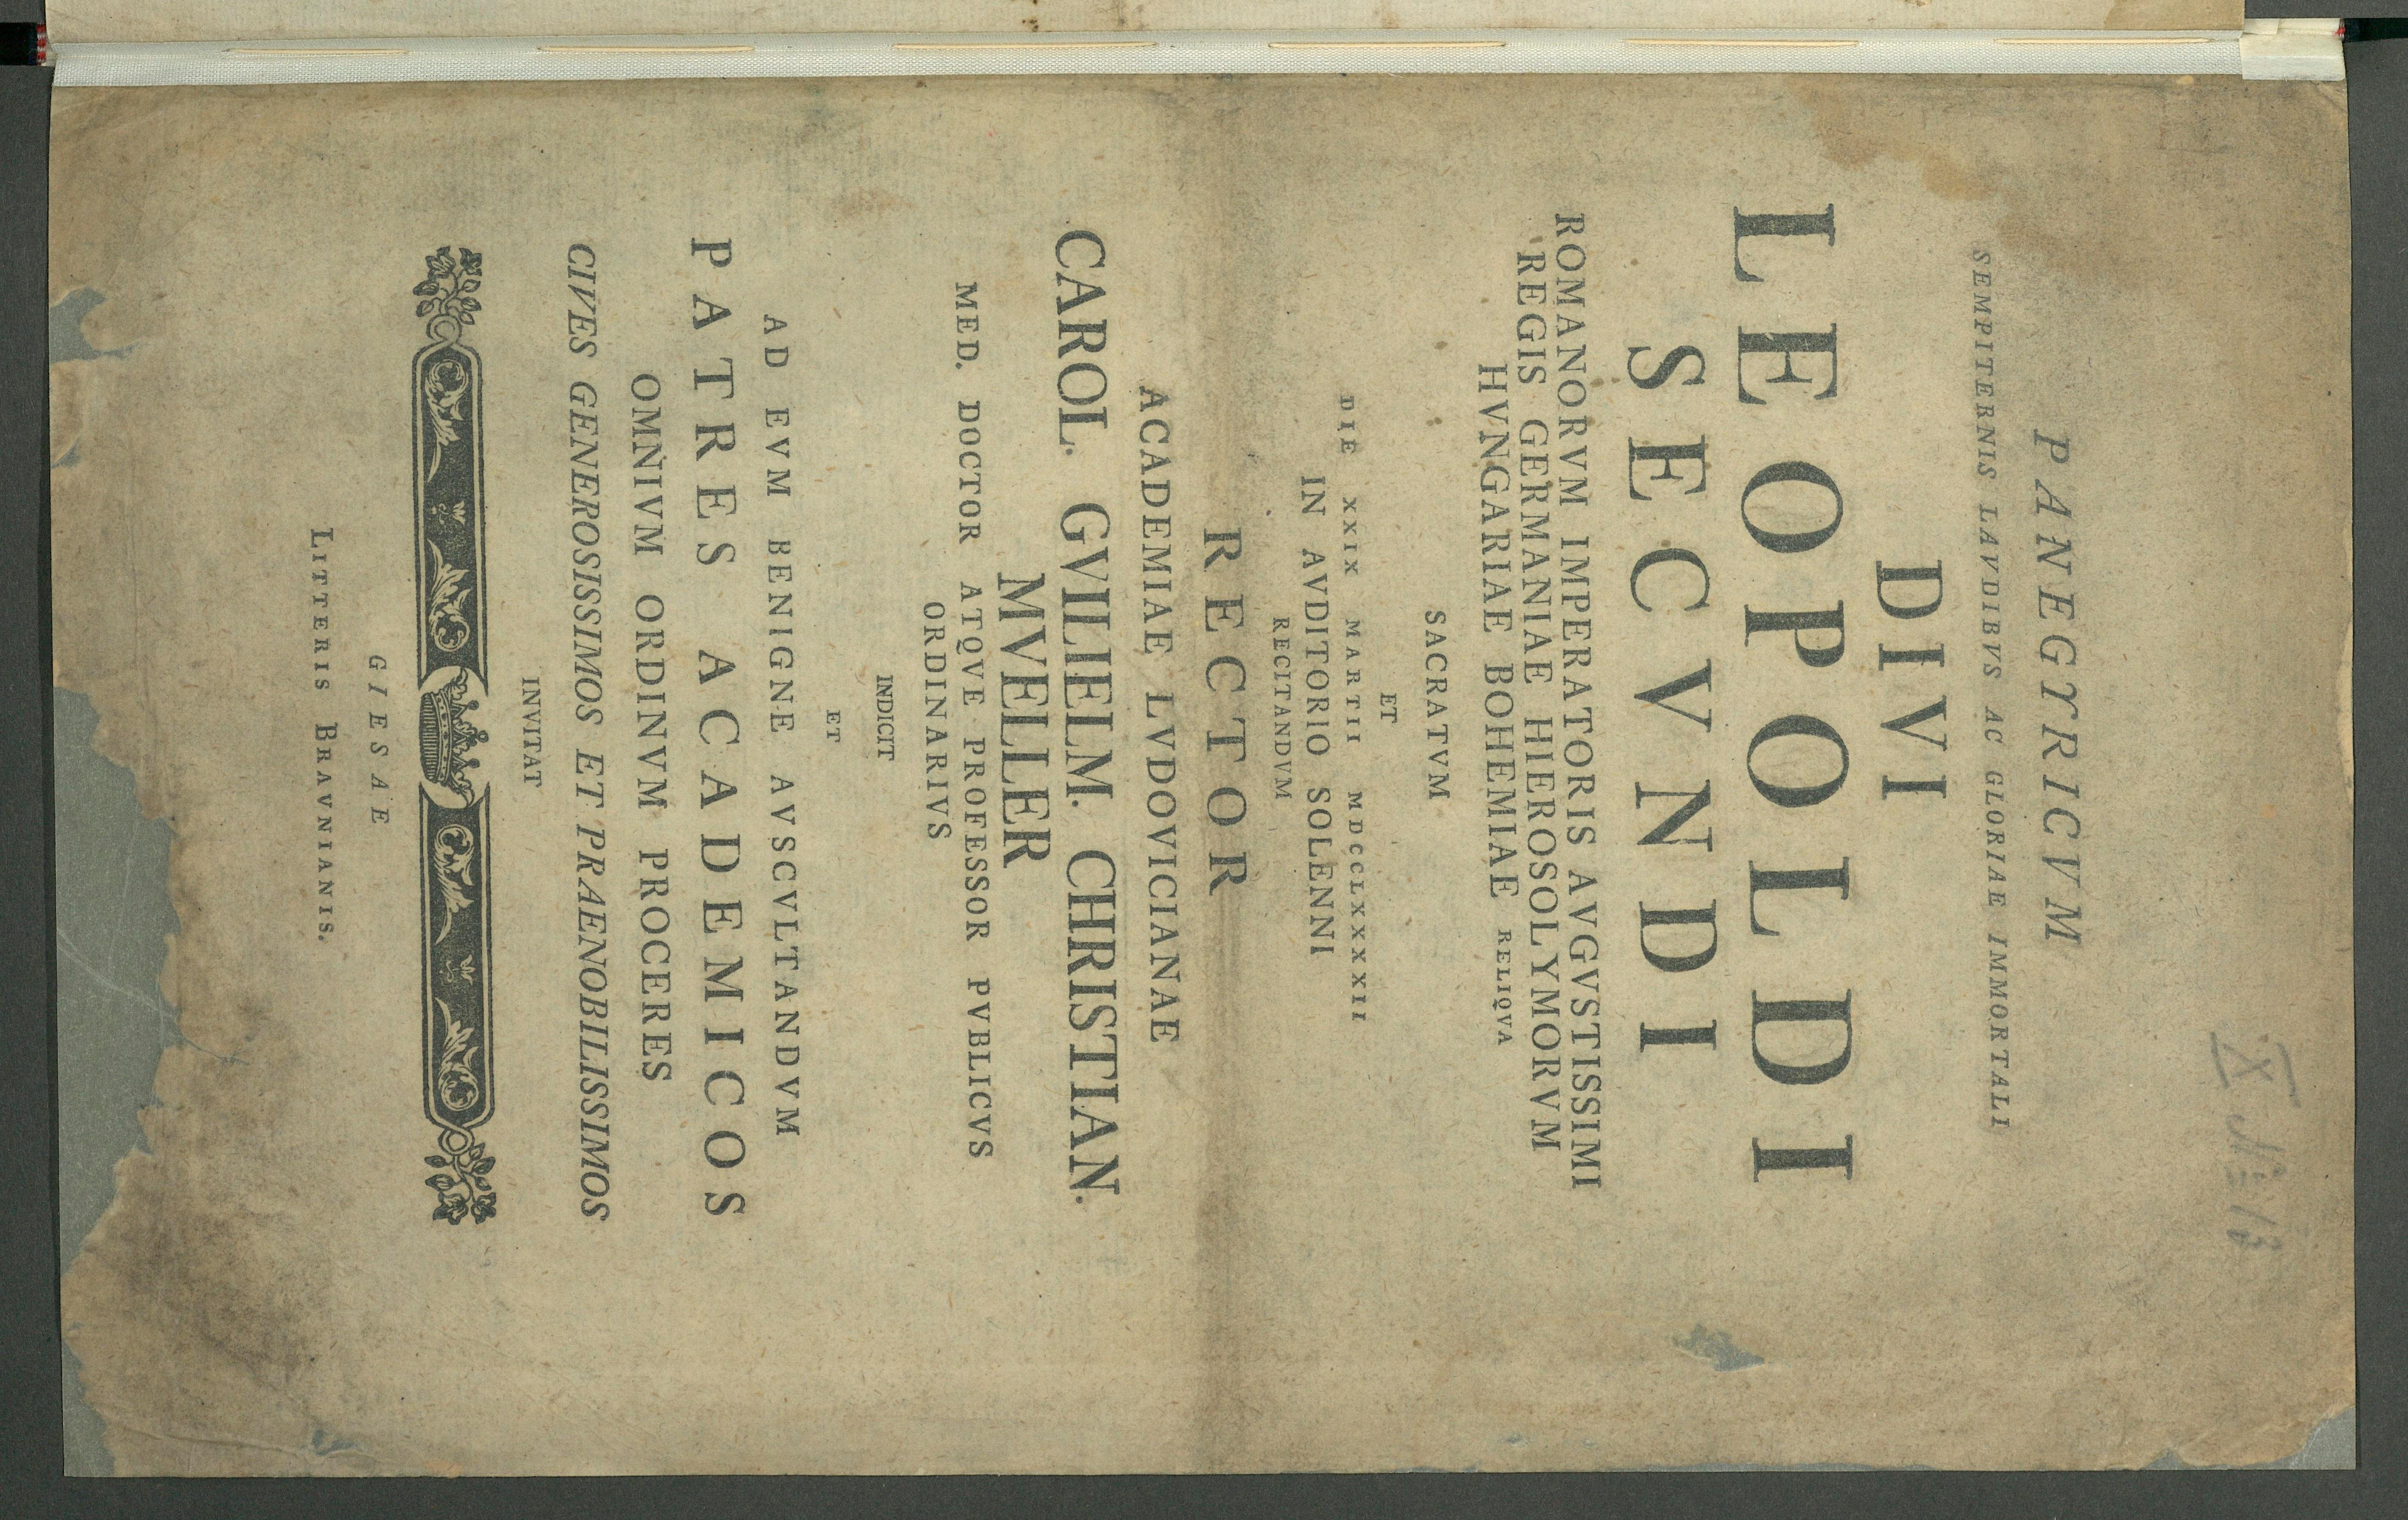 PANEGYRICVM
SEMPITERNIS LAVDIBVS AC GLORIAE IMMORTALI
DIVI
LEOPOLDI
SECVNDI
ROMANORVM IMPERATORIS AVGVSTISSIMI
REGIS GERMANIAE HIEROSOLYMORVM
HVNGARIAE BOHEMIAE RELIQVA
SACRATVM
ET
DIE XXIX MARTII MDCCLXXXXII
IN AVDITORIO SOLENNI
RECITANDVM
RECTOR
ACADEMIAE LVDOVICIANAE
CAROL. GVILIELM. CHRISTIAN.
MVELLER
MED. DOCTOR ATQVE PROFESSOR PVBLICVS
ORDINARIVS
INDICIT
ET
AD EVM BENIGNE AVSCVLTANDVM
PATRES ACADEMICOS
OMNIVM ORDINVM PROCERES
CIVES GENEROSISSIMOS ET PRAENOBILISSIMOS
INVITAT
GIESAE
LITTERIS BRAVNIANIS.